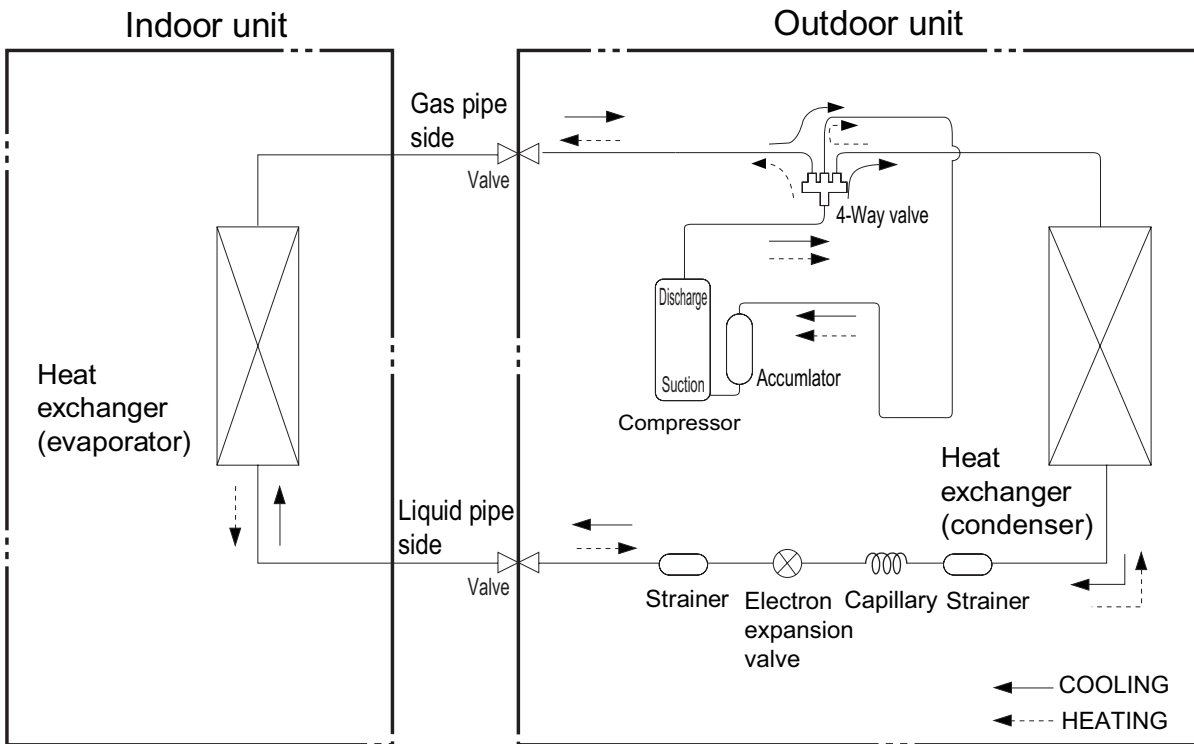 Indoor unit
Outdoor unit
Gas pipe
side
Valve
4-Way valve
Discharge
Suction
Accumlator
Compressor
Heat
exchanger
(evaporator)
Heat
exchanger
(condenser)
Liquid pipe
side
Valve
Strainer
Electron
expansion
valve
Capillary
Strainer
COOLING
HEATING